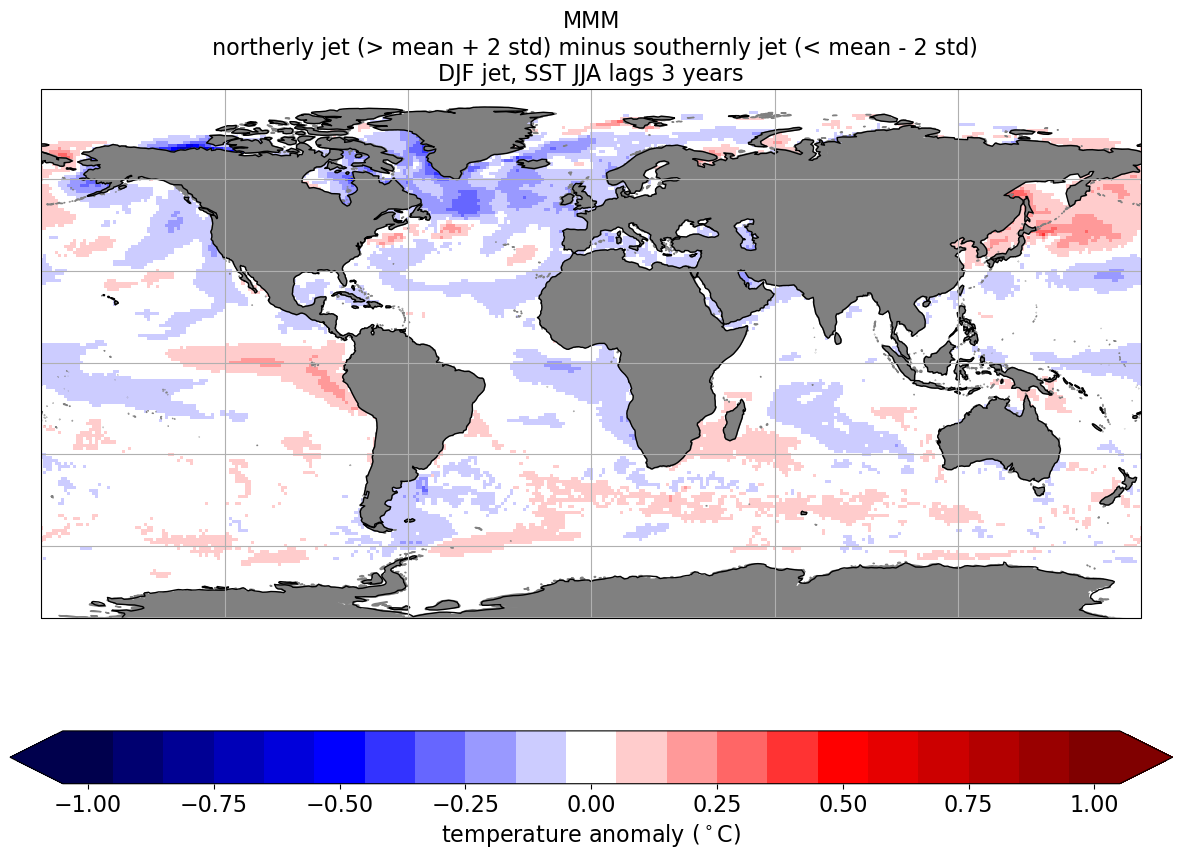 MMM
northerly jet (> mean + 2 std) minus southernly jet (< mean - 2 std)
DJF jet, SST JJA lags 3 years
−1.00 −0.75 −0.50 −0.25 0.00 0.25 0.50 0.75 1.00
temperature anomaly (∘C)